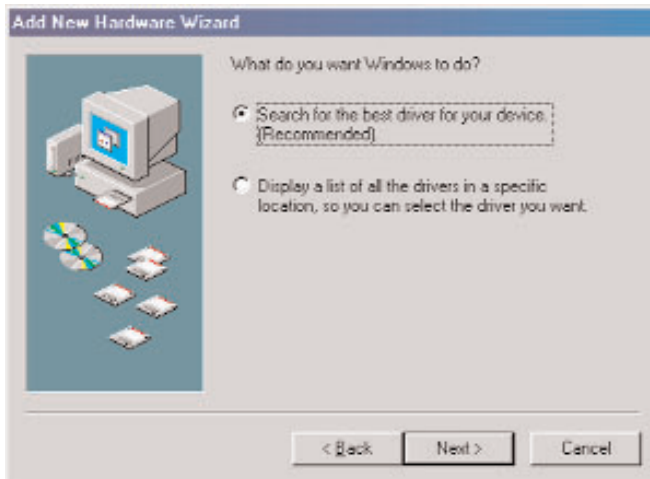 Add New Hardware Wizard
What do you want Windows to do?
Search for the best driver for your device.
(Recommended)
Display a list of all the drivers in a specific
location, so you can select the driver you want.
< Back
Next >
Cancel